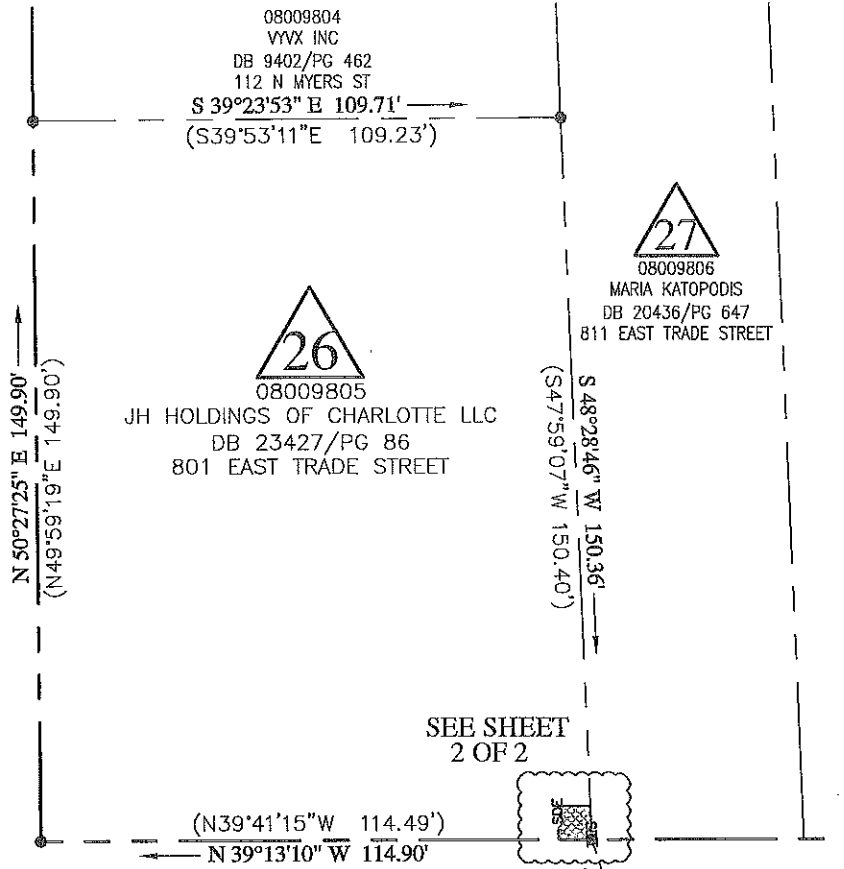 08009804
VYVX INC
DB 9402/PG 462
112 N MYERS ST
S 39°23'53" E 109.71'
(S39°53'11"E 109.23')
27
08009806
MARIA KATOPODIS
DB 20436/PG 647
811 EAST TRADE STREET
26
08009805
JH HOLDINGS OF CHARLOTTE LLC
DB 23427/PG 86
801 EAST TRADE STREET
N 50°27'25" E 149.90'
(N49°59'19"E 149.90')
S 48°28'46" W 150.36'
(S47°59'07"W 150.40')
SEE SHEET
2 OF 2
SDE
(N39°41'15"W 114.49')
N 39°13'10" W 114.90'